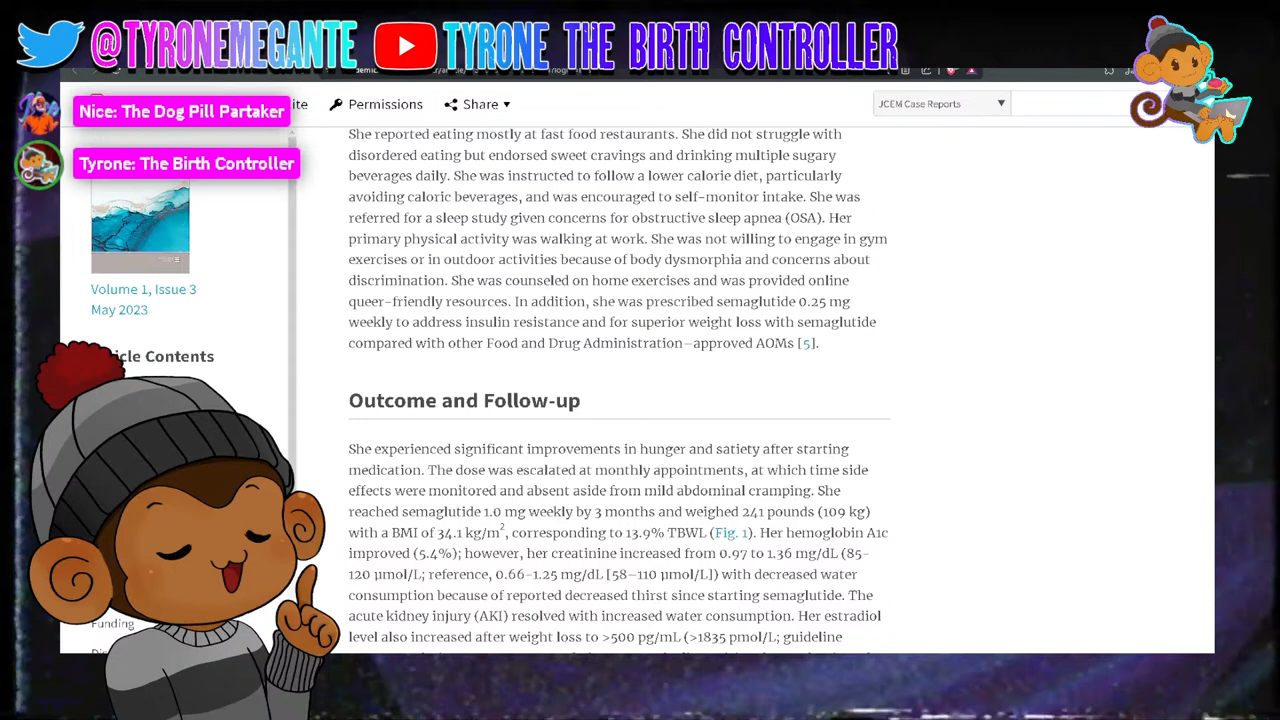 @TYRONEMEGANTE TYRONE THE BIRTH CONTROLLER
Nice: The Dog Pill Partaker
Tyrone: The Birth Controller
Permissions
Share
JCEM Case Reports
She reported eating mostly at fast food restaurants. She did not struggle with
disordered eating but endorsed sweet cravings and drinking multiple sugary
beverages daily. She was instructed to follow a lower calorie diet, particularly
avoiding caloric beverages, and was encouraged to self-monitor intake. She was
referred for a sleep study given concerns for obstructive sleep apnea (OSA). Her
primary physical activity was walking at work. She was not willing to engage in gym
exercises or in outdoor activities because of body dysmorphia and concerns about
discrimination. She was counseled on home exercises and was provided online
queer-friendly resources. In addition, she was prescribed semaglutide 0.25 mg
weekly to address insulin resistance and for superior weight loss with semaglutide
compared with other Food and Drug Administration–approved AOMs [5].
Volume 1, Issue 3
May 2023
Contents
Outcome and Follow-up
She experienced significant improvements in hunger and satiety after starting
medication. The dose was escalated at monthly appointments, at which time side
effects were monitored and absent aside from mild abdominal cramping. She
reached semaglutide 1.0 mg weekly by 3 months and weighed 241 pounds (109 kg)
with a BMI of 34.1 kg/m², corresponding to 13.9% TBWL (Fig. 1). Her hemoglobin A1c
improved (5.4%); however, her creatinine increased from 0.97 to 1.36 mg/dL (85-
120 µmol/L; reference, 0.66-1.25 mg/dL [58–110 µmol/L]) with decreased water
consumption because of reported decreased thirst since starting semaglutide. The
acute kidney injury (AKI) resolved with increased water consumption. Her estradiol
level also increased after weight loss to >500 pg/mL (>1835 pmol/L; guideline
Funding